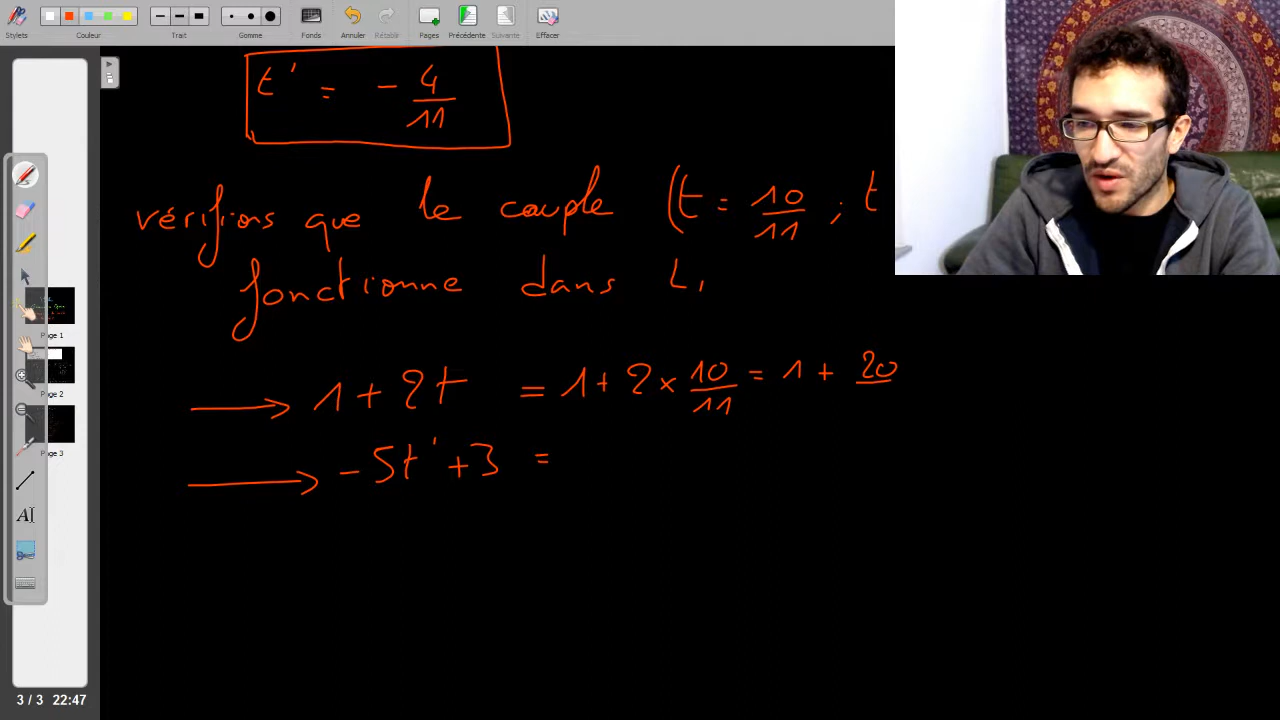 Stylets Couleur Trait Gomme Fonds Annuler Rétablir Pages Précédente Suivante Effacer
t' = - 4/11
vérifions que le couple (t = 10/11 ; t
fonctionne dans L1
→ 1 + 2t = 1 + 2 × 10/11 = 1 + 20
→ - 5t' + 3 =
Page 1
Page 2
Page 3
AI
3 / 3 22:47